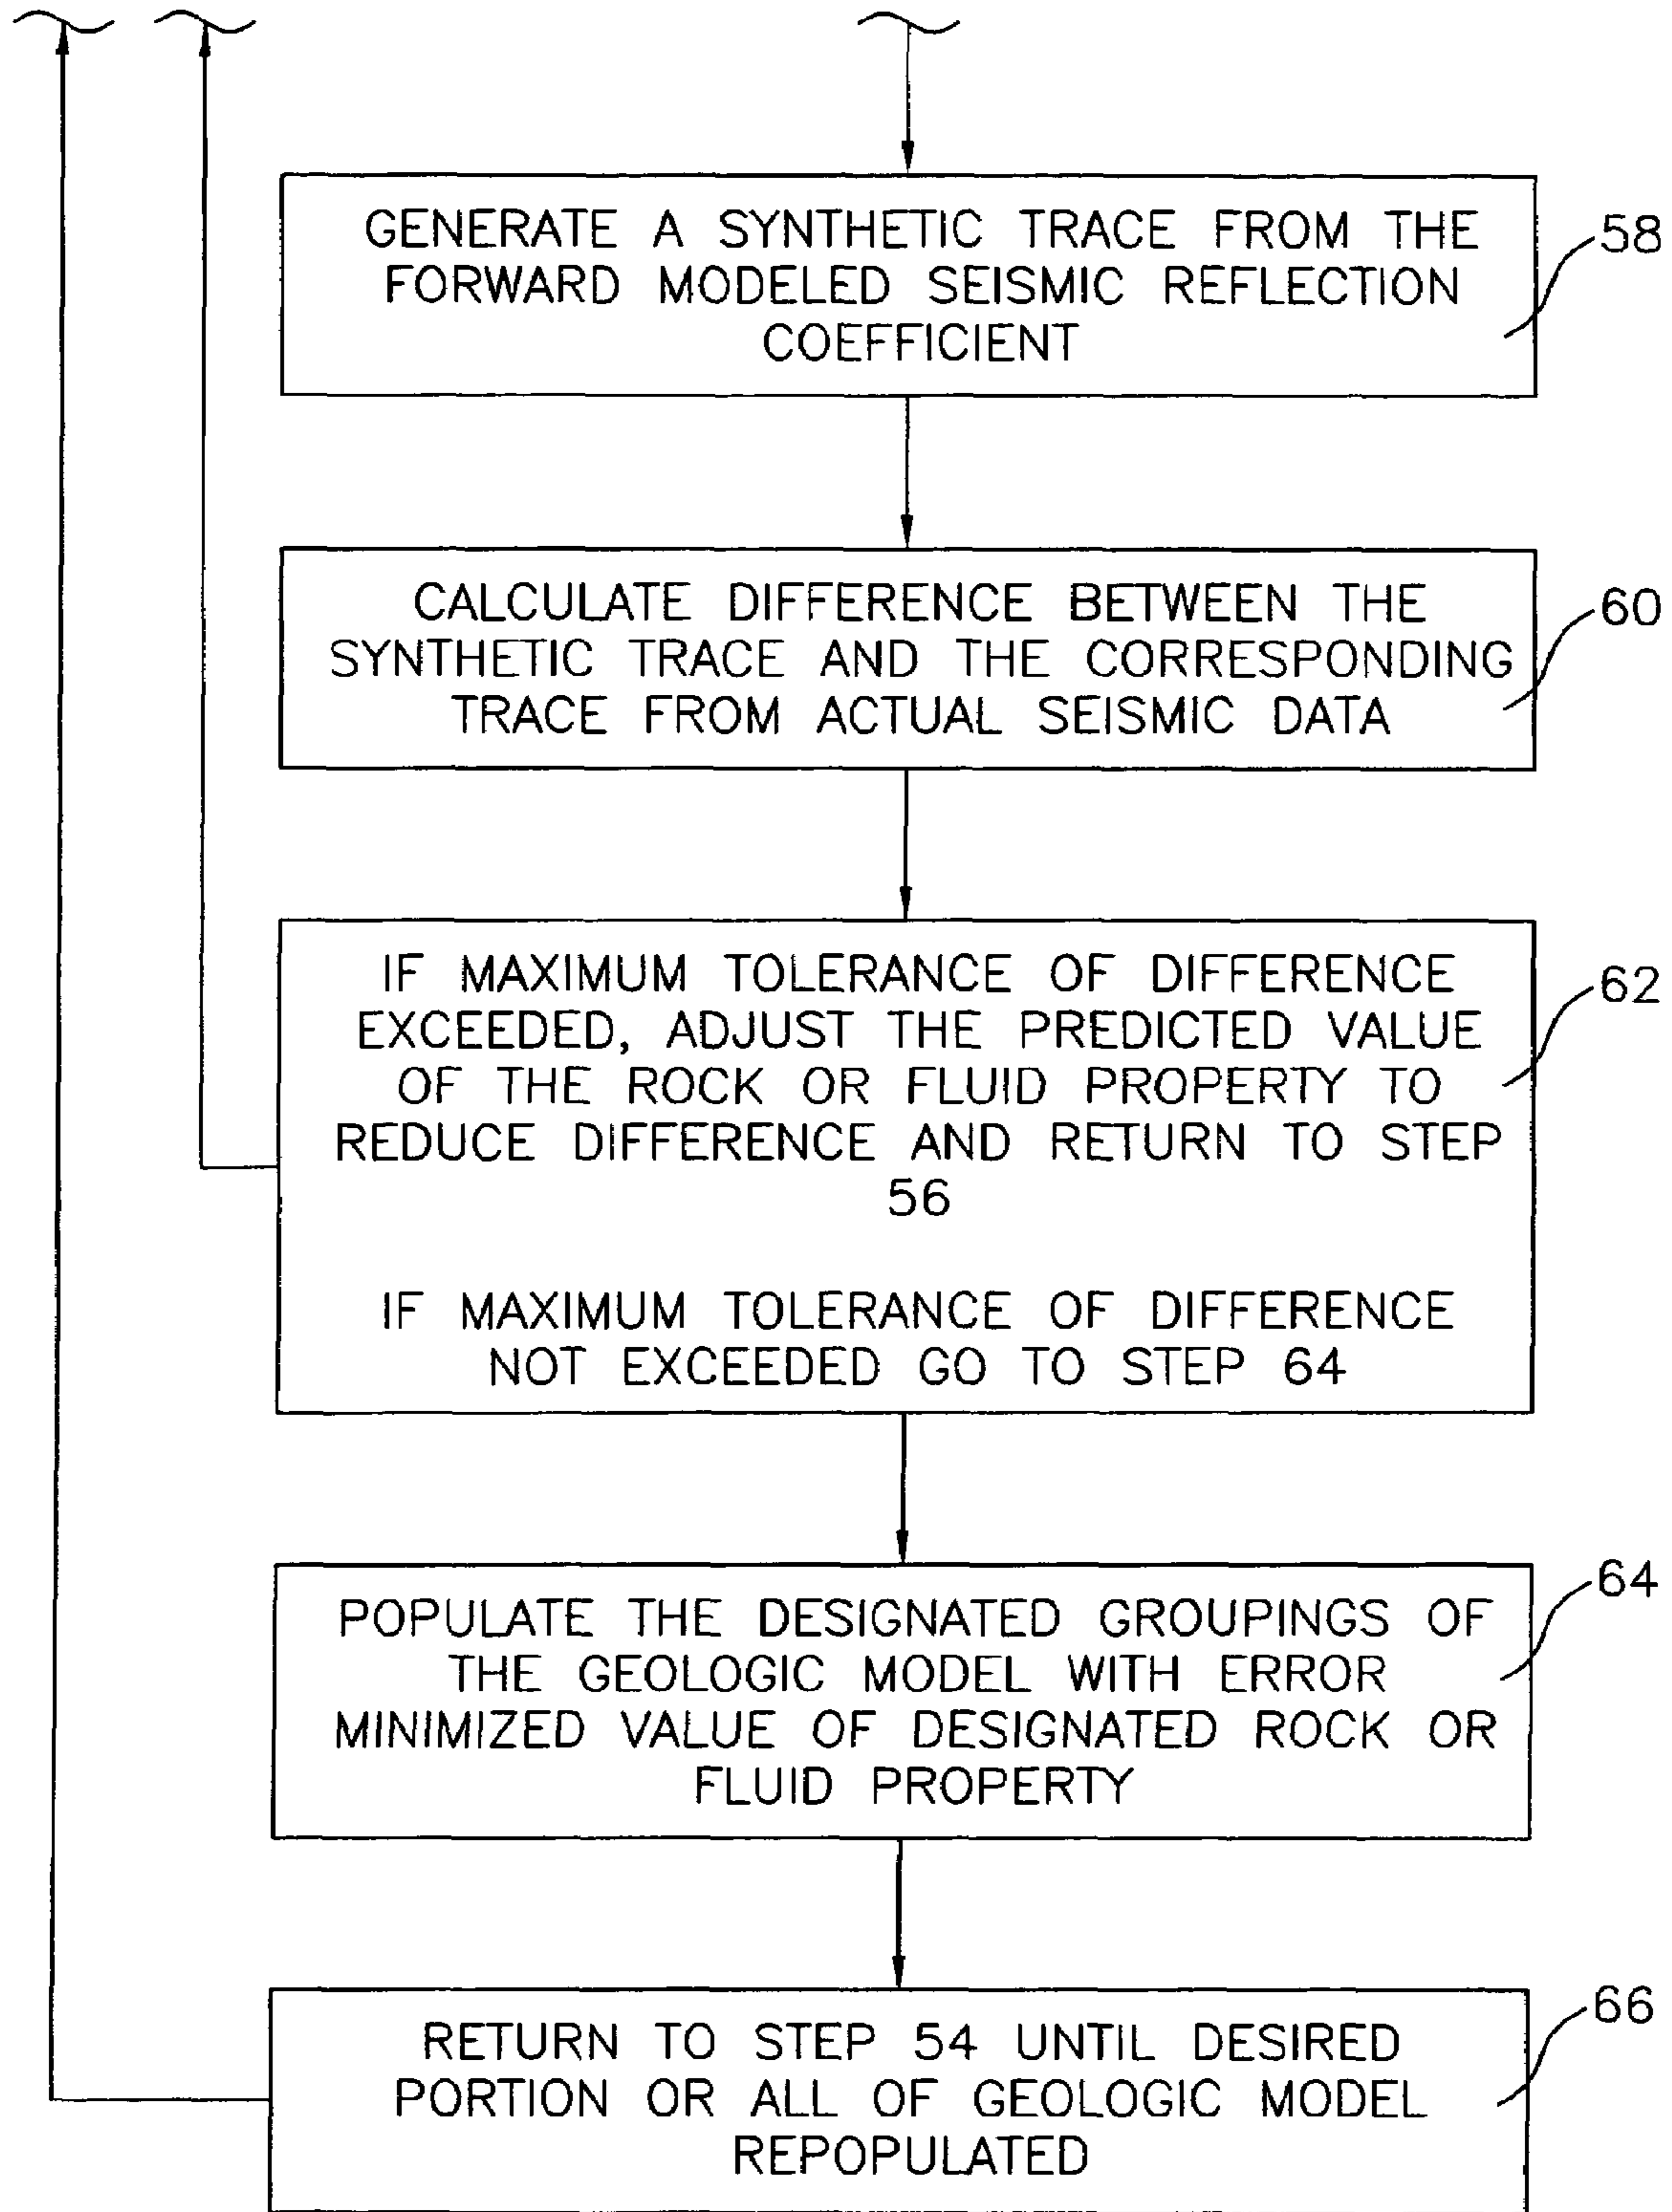 GENERATE A SYNTHETIC TRACE FROM THE
FORWARD MODELED SEISMIC REFLECTION
COEFFICIENT
58
CALCULATE DIFFERENCE BETWEEN THE
SYNTHETIC TRACE AND THE CORRESPONDING
TRACE FROM ACTUAL SEISMIC DATA
60
IF MAXIMUM TOLERANCE OF DIFFERENCE
EXCEEDED, ADJUST THE PREDICTED VALUE
OF THE ROCK OR FLUID PROPERTY TO
REDUCE DIFFERENCE AND RETURN TO STEP
56
IF MAXIMUM TOLERANCE OF DIFFERENCE
NOT EXCEEDED GO TO STEP 64
62
POPULATE THE DESIGNATED GROUPINGS OF
THE GEOLOGIC MODEL WITH ERROR
MINIMIZED VALUE OF DESIGNATED ROCK OR
FLUID PROPERTY
64
RETURN TO STEP 54 UNTIL DESIRED
PORTION OR ALL OF GEOLOGIC MODEL
REPOPULATED
66